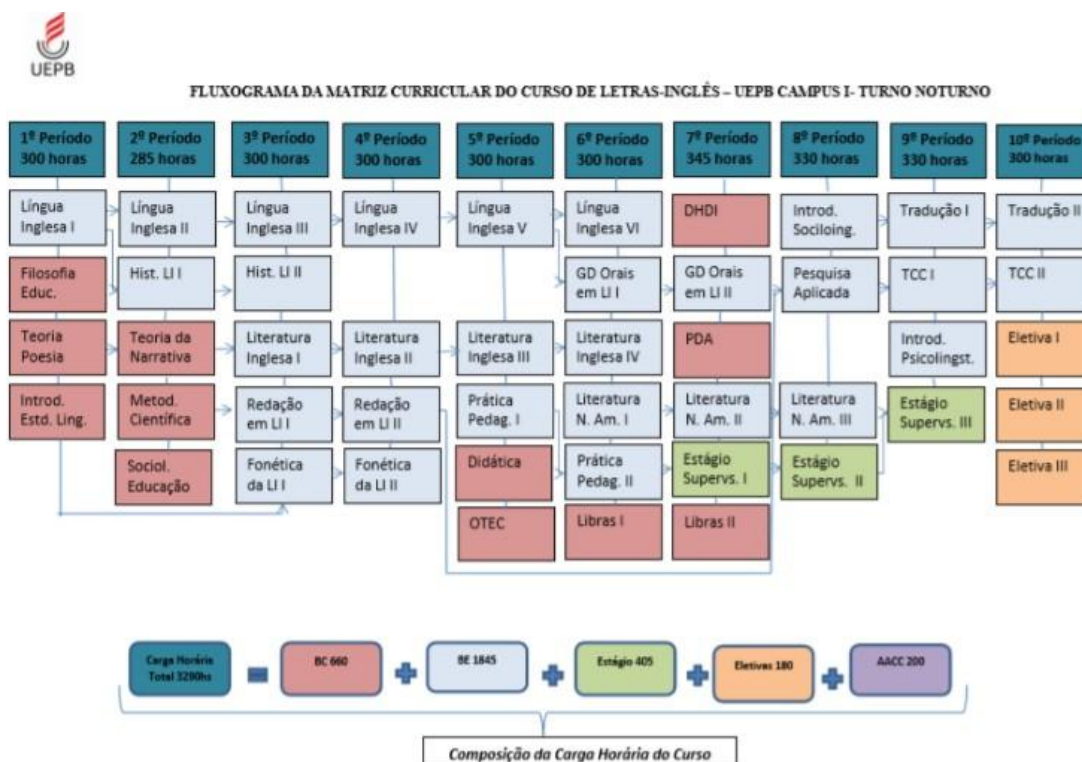 UEPB
FLUXOGRAMA DA MATRIZ CURRICULAR DO CURSO DE LETRAS-INGLÊS – UEPB CAMPUS I- TURNO NOTURNO
1º Período
300 horas
2º Período
285 horas
3º Período
300 horas
4º Período
300 horas
5º Período
300 horas
6º Período
300 horas
7º Período
345 horas
8º Período
330 horas
9º Período
330 horas
10º Período
300 horas
Língua
Inglesa I
Língua
Inglesa II
Língua
Inglesa III
Língua
Inglesa IV
Língua
Inglesa V
Língua
Inglesa VI
DHDI
Introd.
Sociloing.
Tradução I
Tradução II
Filosofia
Educ.
Hist. LI I
Hist. LI II
GD Orais
em LI I
GD Orais
em LI II
Pesquisa
Aplicada
TCC I
TCC II
Teoria
Poesia
Teoria da
Narrativa
Literatura
Inglesa I
Literatura
Inglesa II
Literatura
Inglesa III
Literatura
Inglesa IV
PDA
Introd.
Psicolingst.
Eletiva I
Introd.
Estd. Ling.
Metod.
Científica
Redação
em LI I
Redação
em LI II
Prática
Pedag. I
Literatura
N. Am. I
Literatura
N. Am. II
Literatura
N. Am. III
Estágio
Supervs. III
Eletiva II
Sociol.
Educação
Fonética
da LI I
Fonética
da LI II
Didática
Prática
Pedag. II
Estágio
Supervs. I
Estágio
Supervs. II
Eletiva III
OTEC
Libras I
Libras II
Carga Horária
Total 3290hs
BC 660
BE 1845
Estágio 405
Eletivas 180
AACC 200
Composição da Carga Horária do Curso